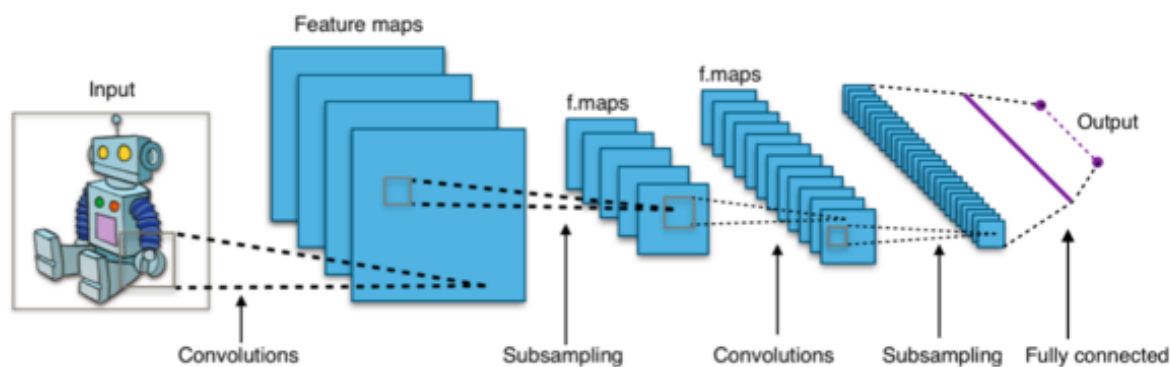 Feature maps
Input
f.maps
f.maps
Output
Convolutions
Subsampling
Convolutions
Subsampling
Fully connected